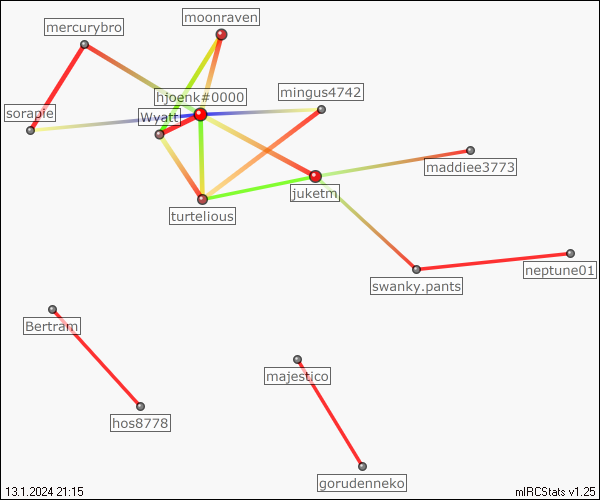 moonraven
mercurybro
mingus4742
hjoenk#0000
sorapie
Wyatt
maddiee3773
juketm
turtelious
neptune01
swanky.pants
Bertram
majestico
hos8778
gorudenneko
13.1.2024 21:15
mIRCStats v1.25